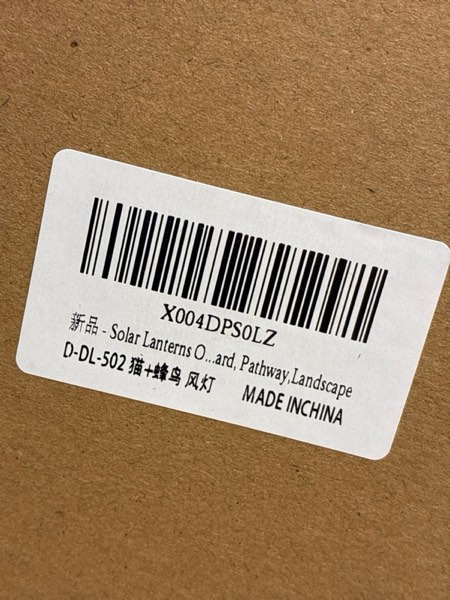 X004DPS0LZ
新品 - Solar Lanterns O...ard, Pathway,Landscape
D-DL-502 猫+蜂鸟 风灯 MADE INCHINA